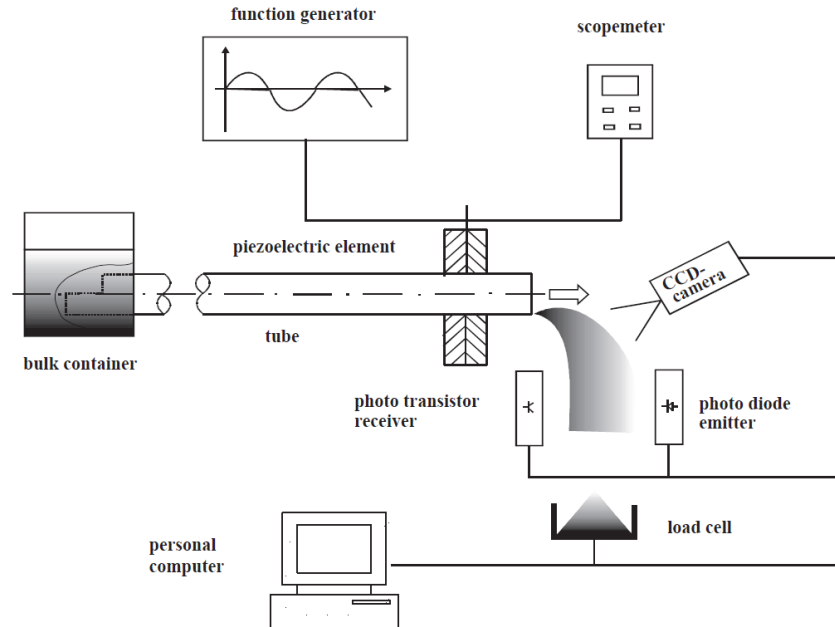 function generator
scopemeter
piezoelectric element
CCD-
camera
tube
bulk container
photo transistor
receiver
photo diode
emitter
load cell
personal
computer